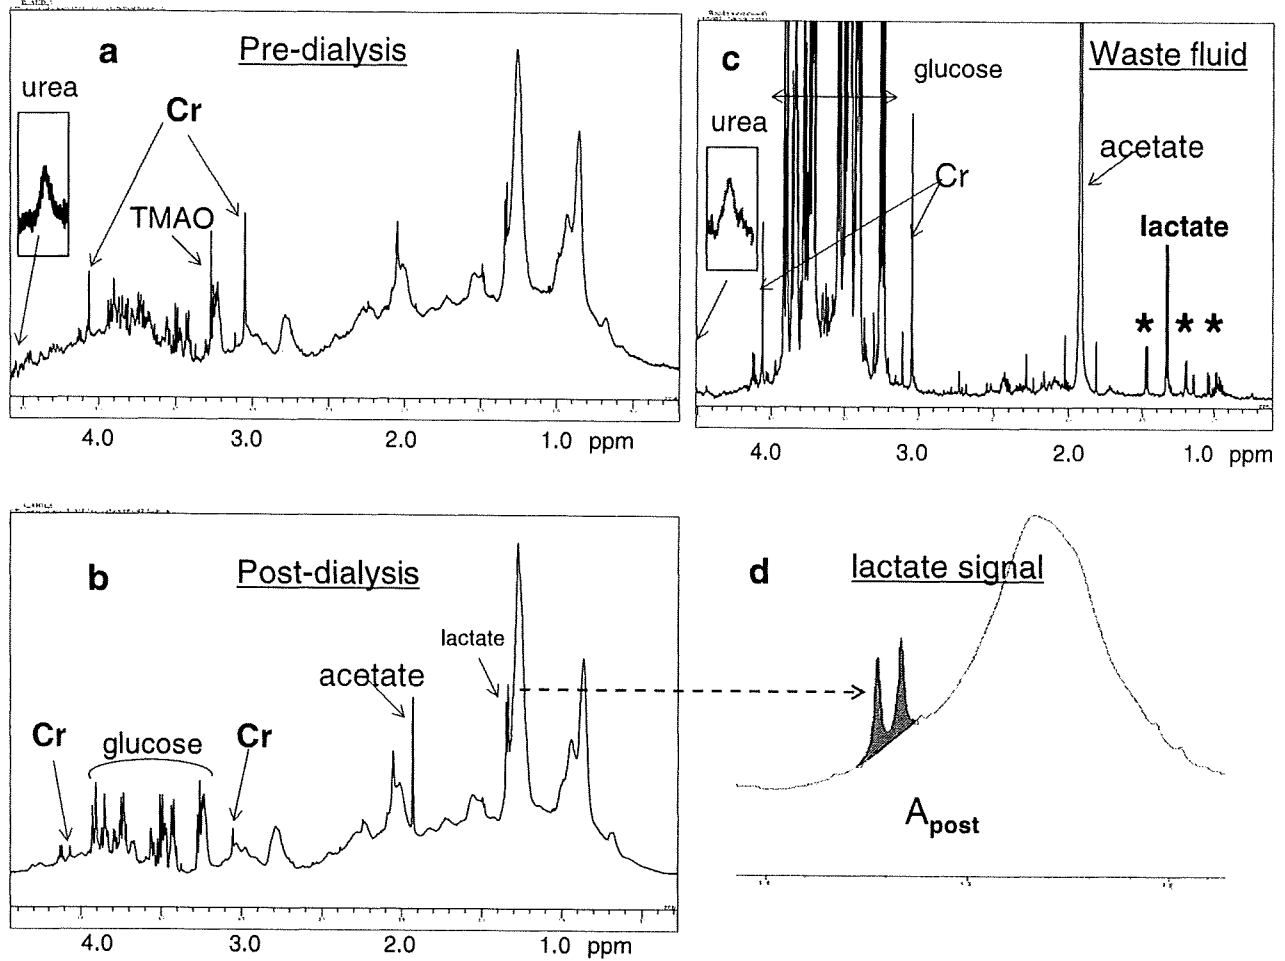 a
Pre-dialysis
urea
Cr
TMAO
4.0 3.0 2.0 1.0 ppm
c
Waste fluid
glucose
urea
acetate
Cr
lactate
* * *
4.0 3.0 2.0 1.0 ppm
b
Post-dialysis
lactate
acetate
Cr
glucose
Cr
4.0 3.0 2.0 1.0 ppm
d
lactate signal
Apost